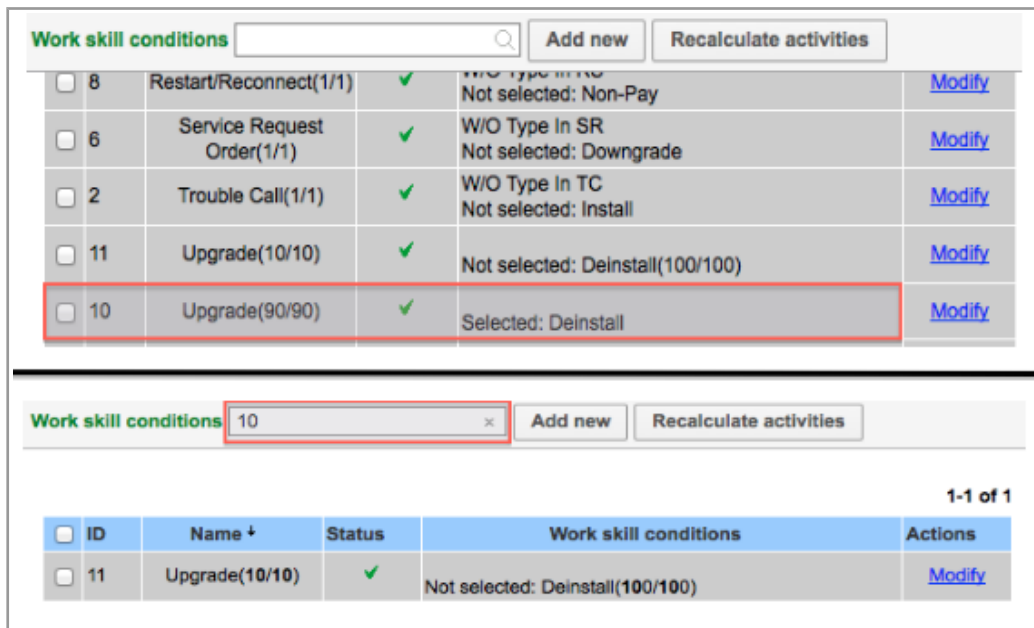 Work skill conditions Add new Recalculate activities
8 Restart/Reconnect(1/1) W/O Type In RC Modify
Not selected: Non-Pay
6 Service Request Order(1/1) W/O Type In SR Modify
Not selected: Downgrade
2 Trouble Call(1/1) W/O Type In TC Modify
Not selected: Install
11 Upgrade(10/10) Not selected: Deinstall(100/100) Modify
10 Upgrade(90/90) Selected: Deinstall Modify
Work skill conditions 10 × Add new Recalculate activities
1-1 of 1
ID Name ↓ Status Work skill conditions Actions
11 Upgrade(10/10) Not selected: Deinstall(100/100) Modify